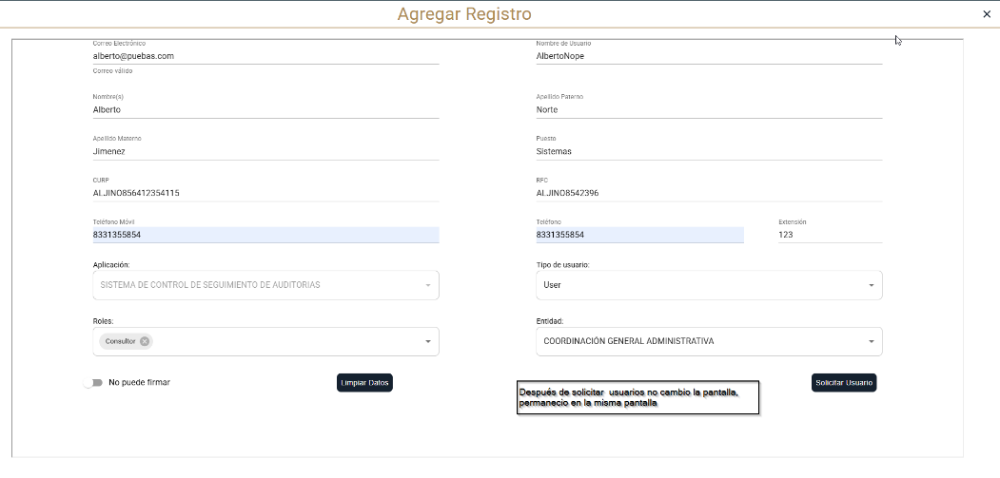 Agregar Registro
Correo Electrónico
alberto@puebas.com
Correo válido
Nombre de Usuario
AlbertoNope
Nombre(s)
Alberto
Apellido Paterno
Norte
Apellido Materno
Jimenez
Puesto
Sistemas
CURP
ALJINO856412354115
RFC
ALJINO8542396
Teléfono Móvil
8331355854
Teléfono
8331355854
Extensión
123
Aplicación:
SISTEMA DE CONTROL DE SEGUIMIENTO DE AUDITORIAS
Tipo de usuario:
User
Roles:
Consultor
Entidad:
COORDINACIÓN GENERAL ADMINISTRATIVA
No puede firmar
Limpiar Datos
Después de solicitar usuarios no cambio la pantalla,
permanecio en la misma pantalla
Solicitar Usuario